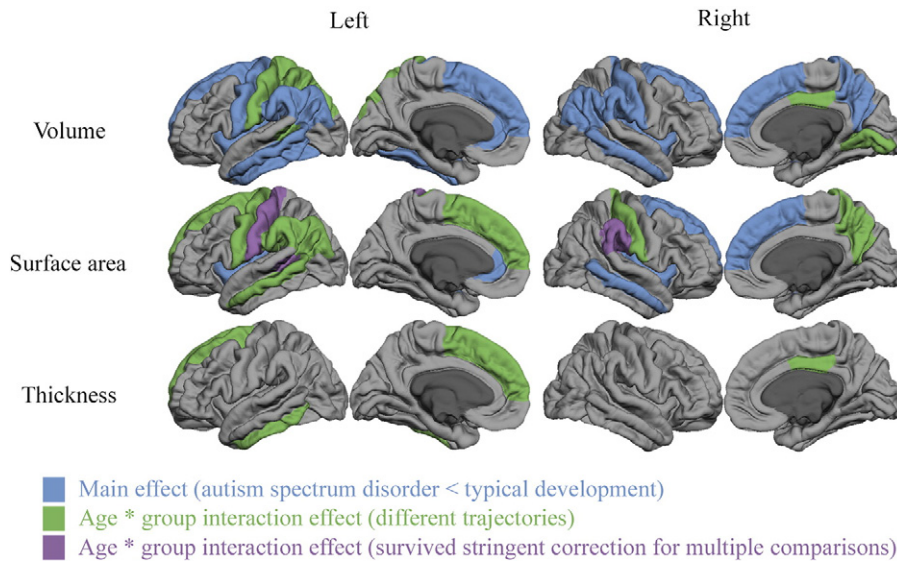 Left
Right
Volume
Surface area
Thickness
Main effect (autism spectrum disorder < typical development)
Age * group interaction effect (different trajectories)
Age * group interaction effect (survived stringent correction for multiple comparisons)